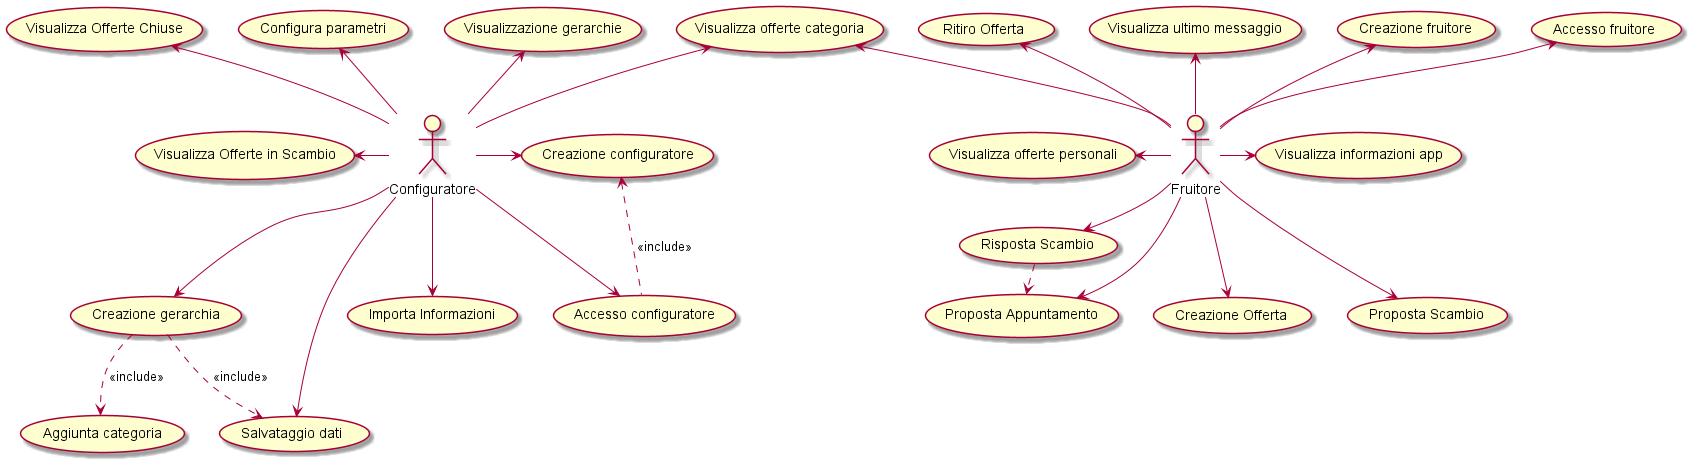 Visualizza Offerte Chiuse
Configura parametri
Visualizzazione gerarchie
Visualizza offerte categoria
Ritiro Offerta
Visualizza ultimo messaggio
Creazione fruitore
Accesso fruitore
Visualizza Offerte in Scambio
Configuratore
Creazione configuratore
Visualizza offerte personali
Fruitore
Visualizza informazioni app
«include»
Risposta Scambio
Creazione gerarchia
Importa Informazioni
Accesso configuratore
Proposta Appuntamento
Creazione Offerta
Proposta Scambio
«include»
«include»
Aggiunta categoria
Salvataggio dati